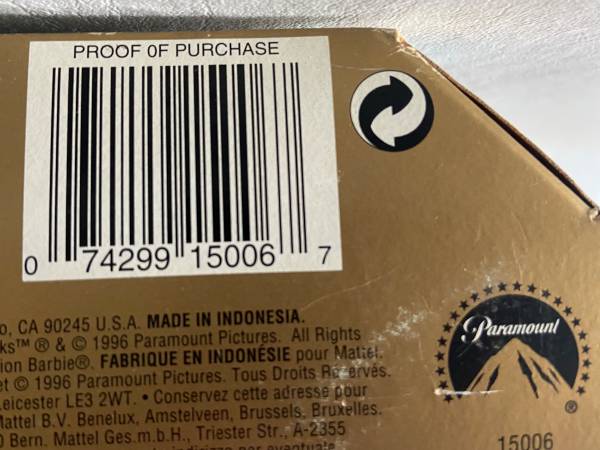 PROOF OF PURCHASE
0 74299 15006 7
o, CA 90245 U.S.A. MADE IN INDONESIA.
ks™ ® & © 1996 Paramount Pictures. All Rights
ion Barbie®. FABRIQUE EN INDONÉSIE pour Mattel.
et © 1996 Paramount Pictures. Tous Droits Réservés.
Leicester LE3 2WT. • Conservez cette adresse pour
Mattel B.V. Benelux, Amstelveen, Brussels, Bruxelles.
0 Bern. Mattel Ges.m.b.H., Triester Str., A-2355
Paramount
®
15006